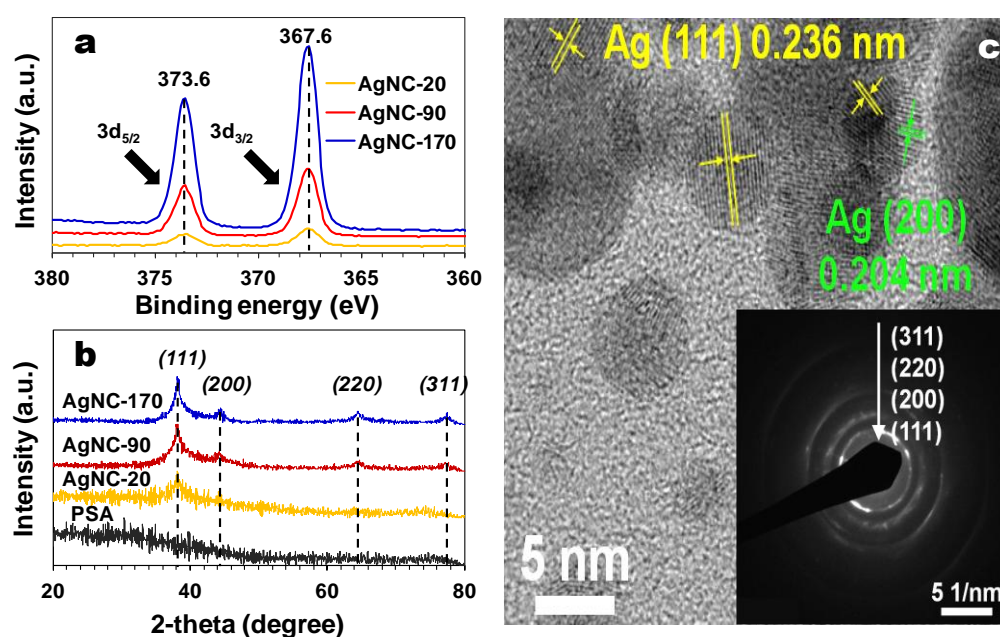 a
373.6
367.6
AgNC-20
AgNC-90
AgNC-170
3d5/2
3d3/2
Intensity (a.u.)
380 375 370 365 360
Binding energy (eV)
b
(111)
(200)
(220)
(311)
AgNC-170
AgNC-90
AgNC-20
PSA
Intensity (a.u.)
20 40 60 80
2-theta (degree)
c
Ag (111) 0.236 nm
Ag (200)
0.204 nm
5 nm
(311)
(220)
(200)
(111)
5 1/nm